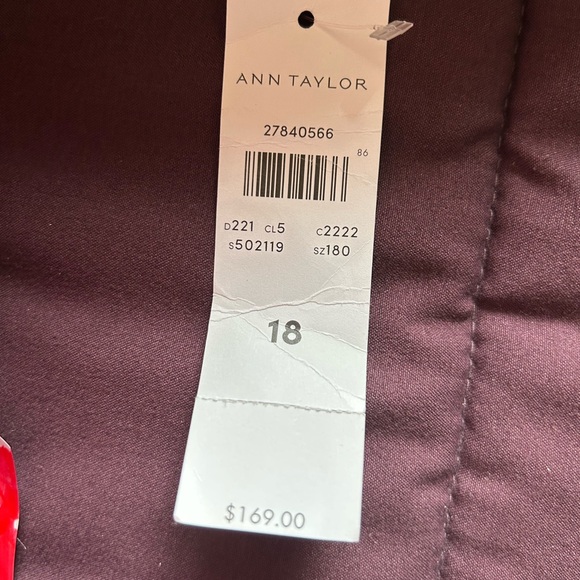 ANN TAYLOR
27840566
86
D221 CL5 C2222
S502119 SZ180
18
$169.00